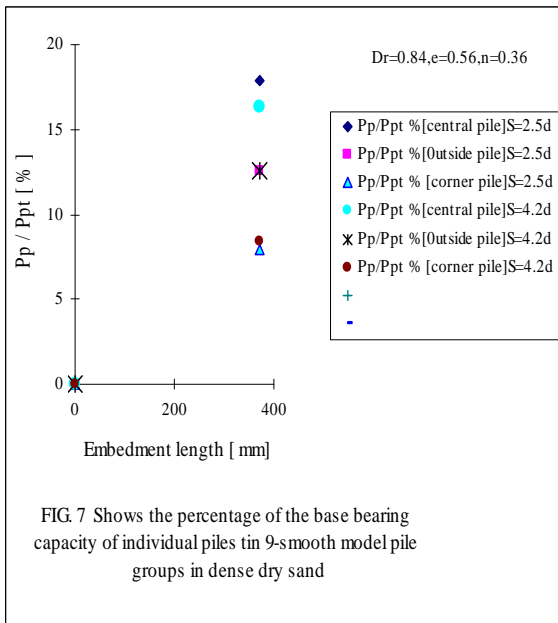 20
15
10
5
0
0
200
400
Pp / Ppt [ % ]
Embedment length [ mm]
Dr=0.84,e=0.56,n=0.36
Pp/Ppt %[central pile]S=2.5d
Pp/Ppt %[0utside pile]S=2.5d
Pp/Ppt % [corner pile]S=2.5d
Pp/Ppt %[central pile]S=4.2d
Pp/Ppt %[0utside pile]S=4.2d
Pp/Ppt % [corner pile]S=4.2d
FIG. 7 Shows the percentage of the base bearing
capacity of individual piles tin 9-smooth model pile
groups in dense dry sand